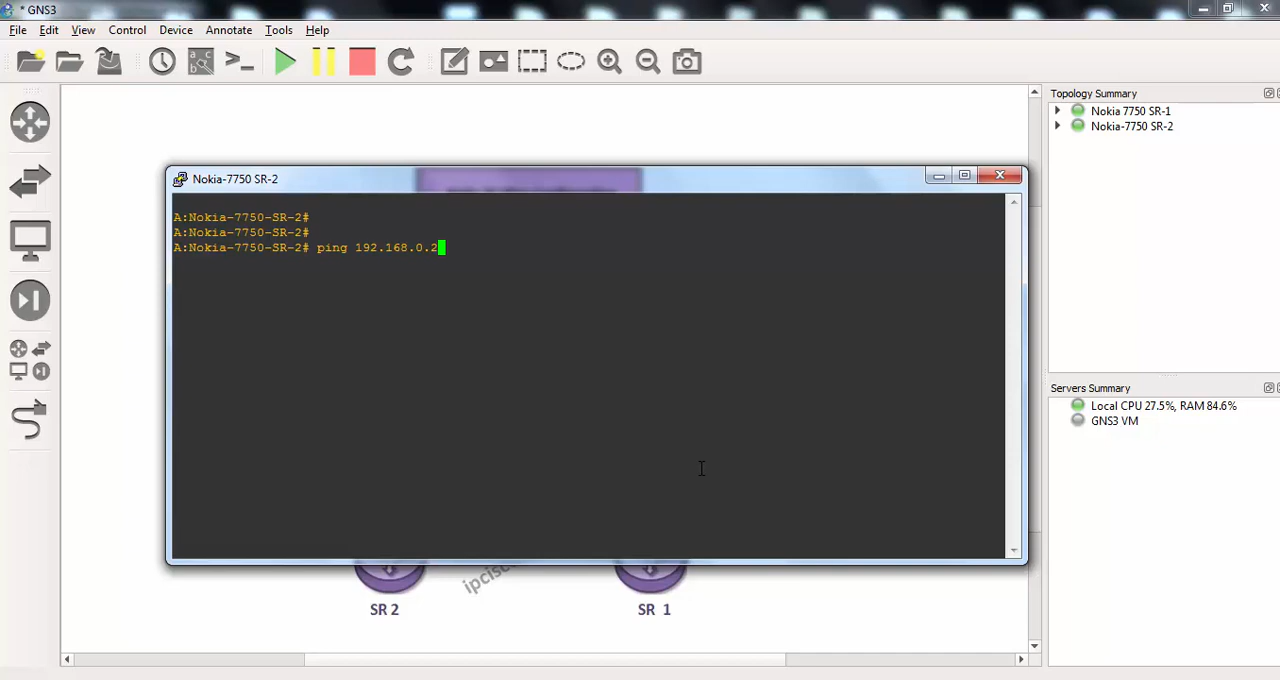 * GNS3
File Edit View Control Device Annotate Tools Help
Topology Summary
Nokia 7750 SR-1
Nokia-7750 SR-2
Nokia-7750 SR-2
A:Nokia-7750-SR-2#
A:Nokia-7750-SR-2#
A:Nokia-7750-SR-2# ping 192.168.0.2
Servers Summary
Local CPU 27.5%, RAM 84.6%
GNS3 VM
ipcisc
SR 2
SR 1